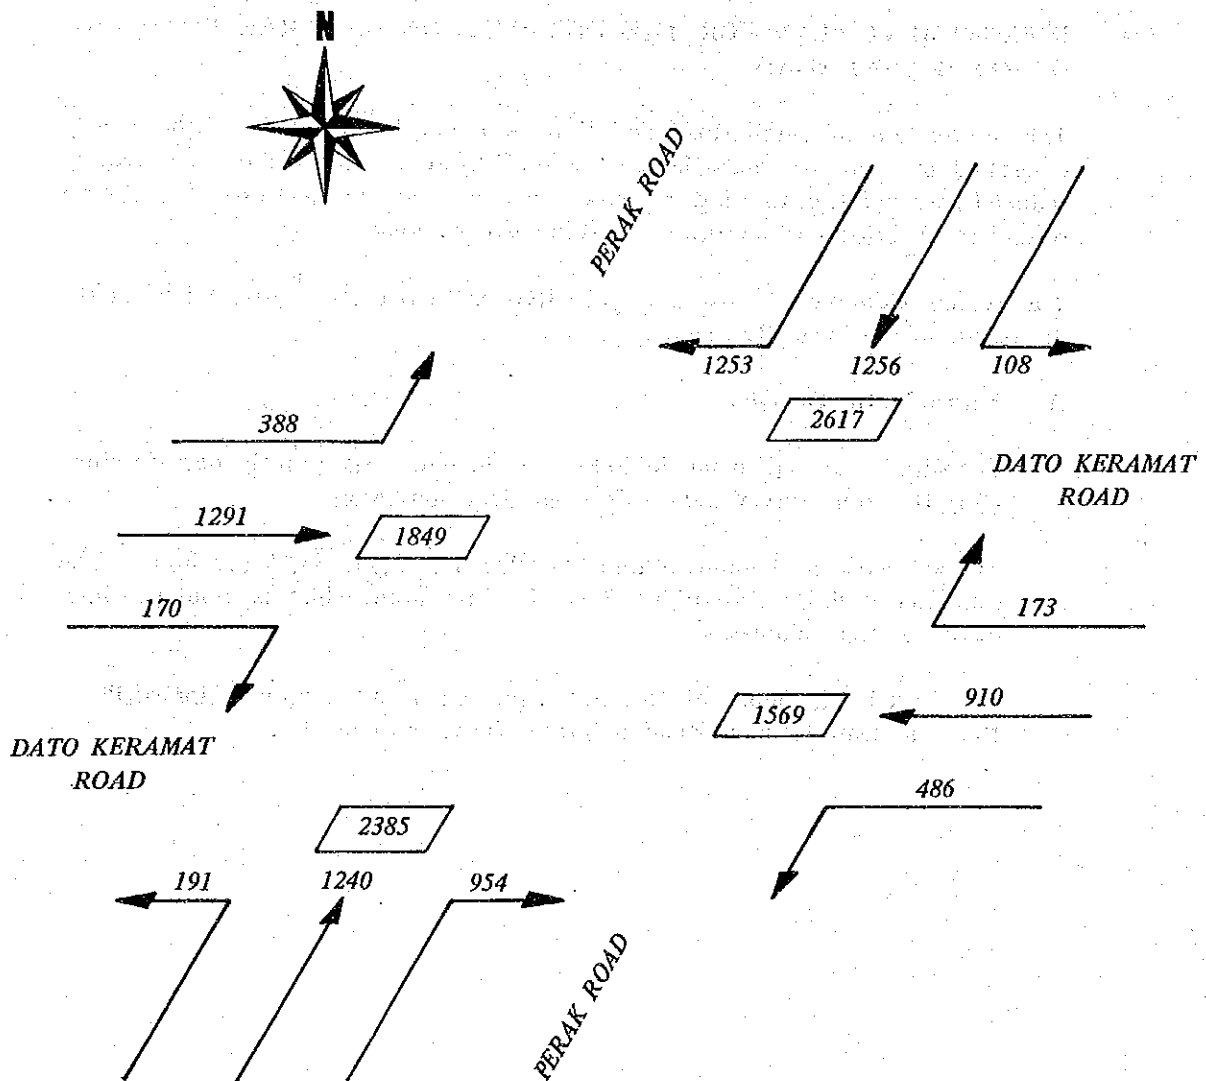 N
PERAK ROAD
1253
1256
108
2617
388
DATO KERAMAT
ROAD
1291
1849
170
173
1569
910
DATO KERAMAT
ROAD
486
2385
191
1240
954
PERAK ROAD